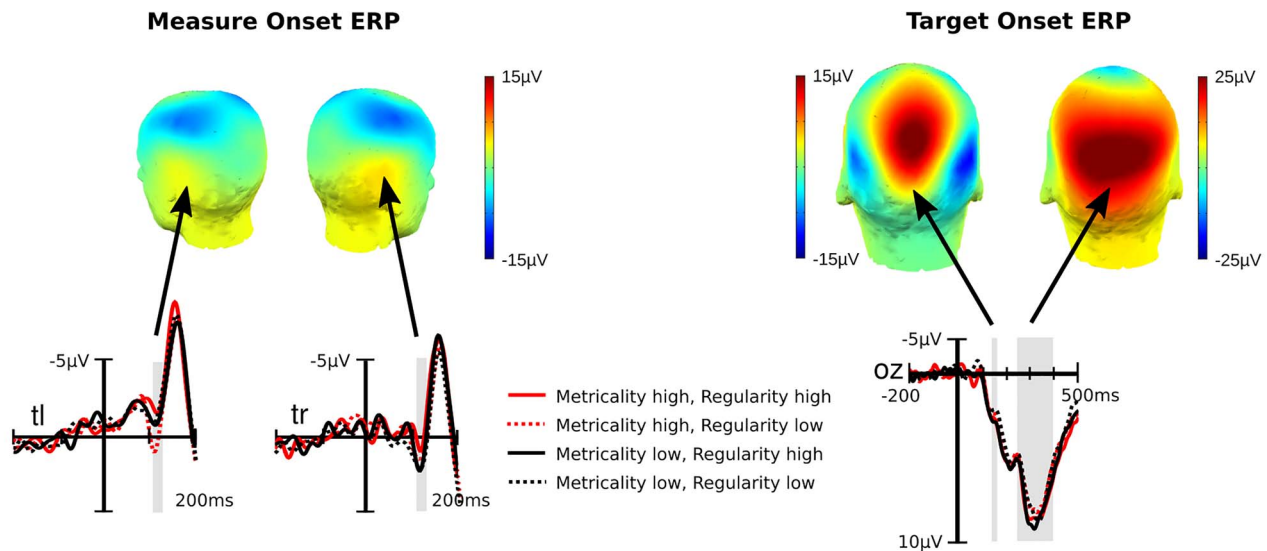 Measure Onset ERP
Target Onset ERP
15µV
-15µV
15µV
-15µV
25µV
-25µV
-5µV
tl
200ms
-5µV
tr
200ms
Metricality high, Regularity high
Metricality high, Regularity low
Metricality low, Regularity high
Metricality low, Regularity low
-5µV
oz
-200
500ms
10µV